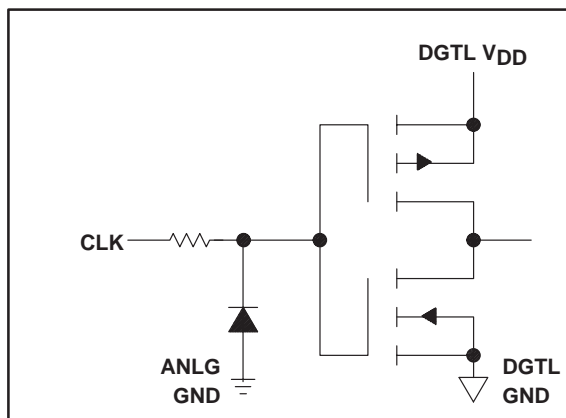 DGTL VDD
CLK
ANLG
GND
DGTL
GND